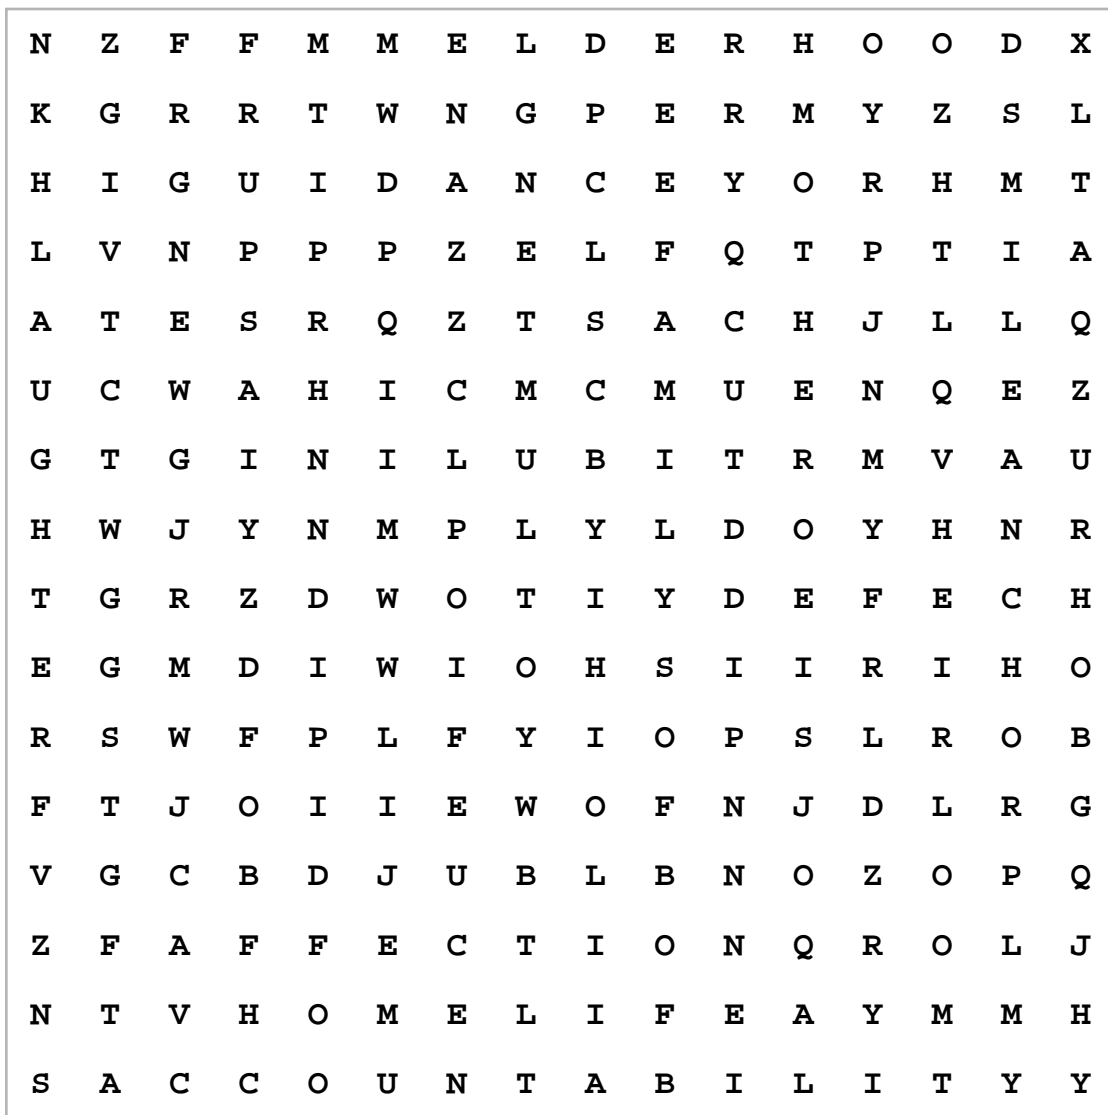 N Z F F M M E L D E R H O O D X
K G R R T W N G P E R M Y Z S L
H I G U I D A N C E Y O R H M T
L V N P P P Z E L F Q T P T I A
A T E S R Q Z T S A C H J L L Q
U C W A H I C M C M U E N Q E Z
G T G I N I L U B I T R M V A U
H W J Y N M P L Y L D O Y H N R
T G R Z D W O T I Y D E F E C H
E G M D I W I O H S I I R I H O
R S W F P L F Y I O P S L R O B
F T J O I I E W O F N J D L R G
V G C B D J U B L B N O Z O P Q
Z F A F F E C T I O N Q R O L J
N T V H O M E L I F E A Y M M H
S A C C O U N T A B I L I T Y Y